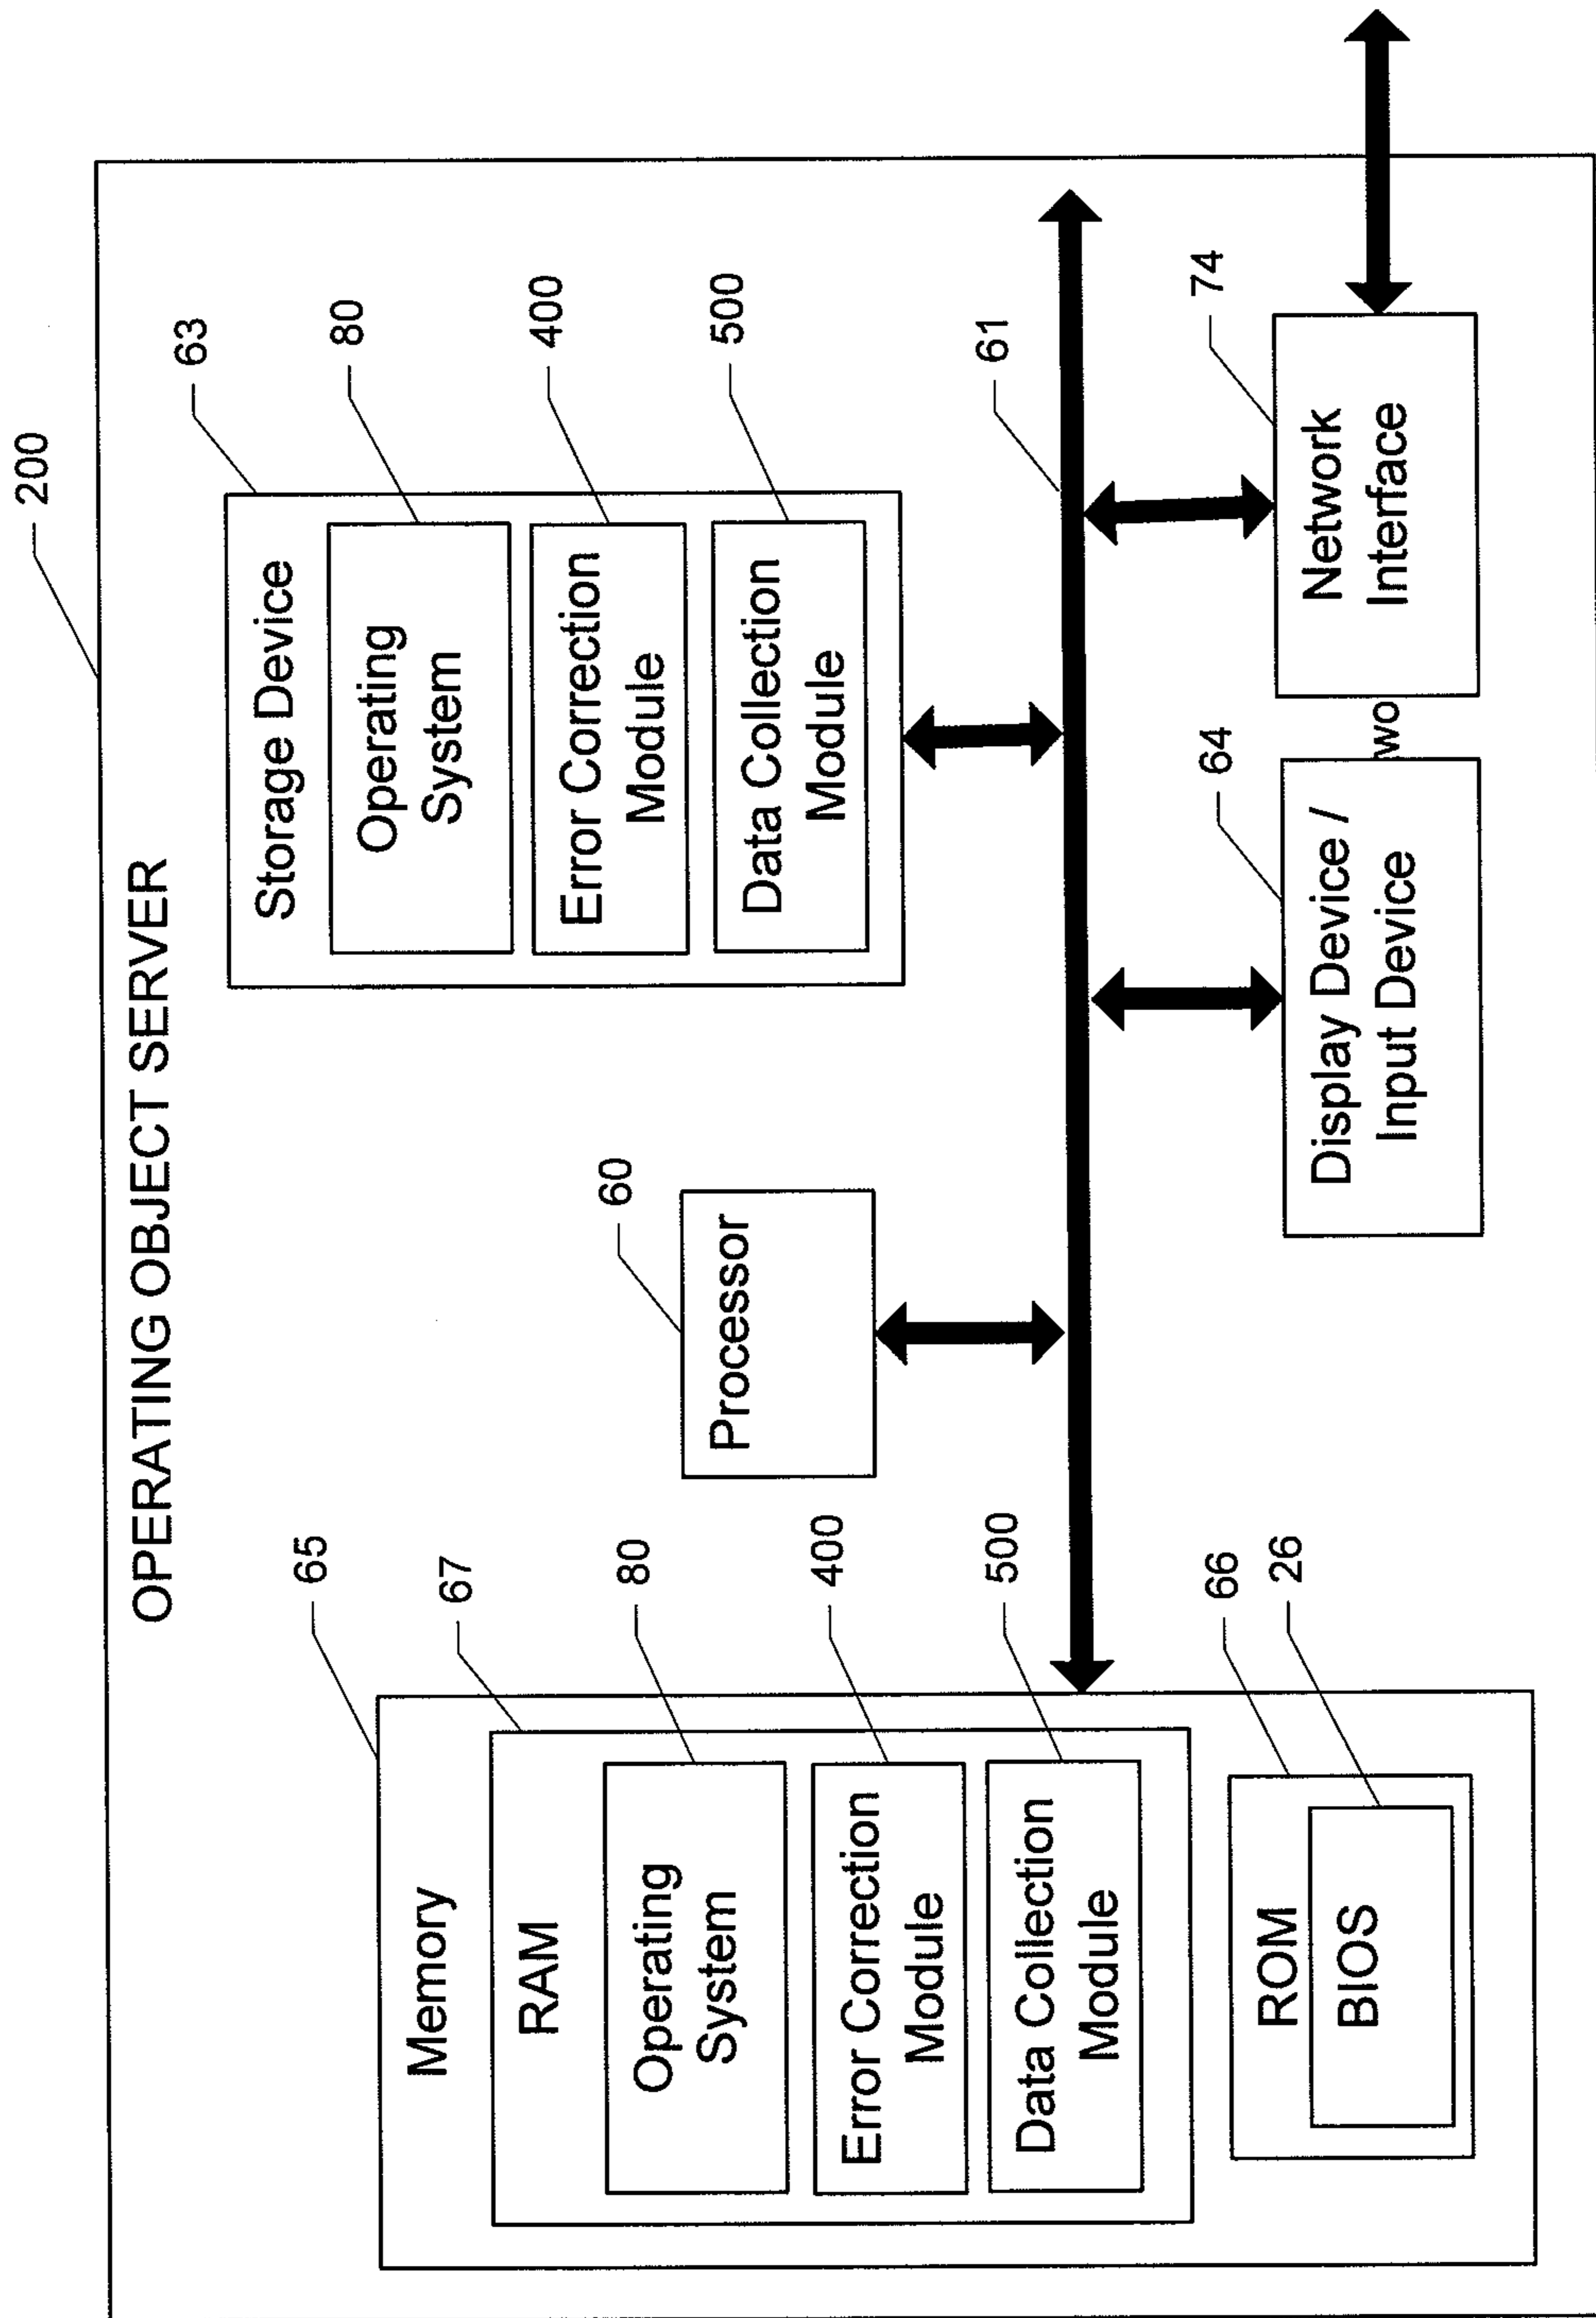 200
OPERATING OBJECT SERVER
65
Memory
67
RAM
80
Operating
System
400
Error Correction
Module
500
Data Collection
Module
66
ROM
26
BIOS
60
Processor
63
Storage Device
80
Operating
System
400
Error Correction
Module
500
Data Collection
Module
61
64
Display Device /
Input Device
wo
74
Network
Interface